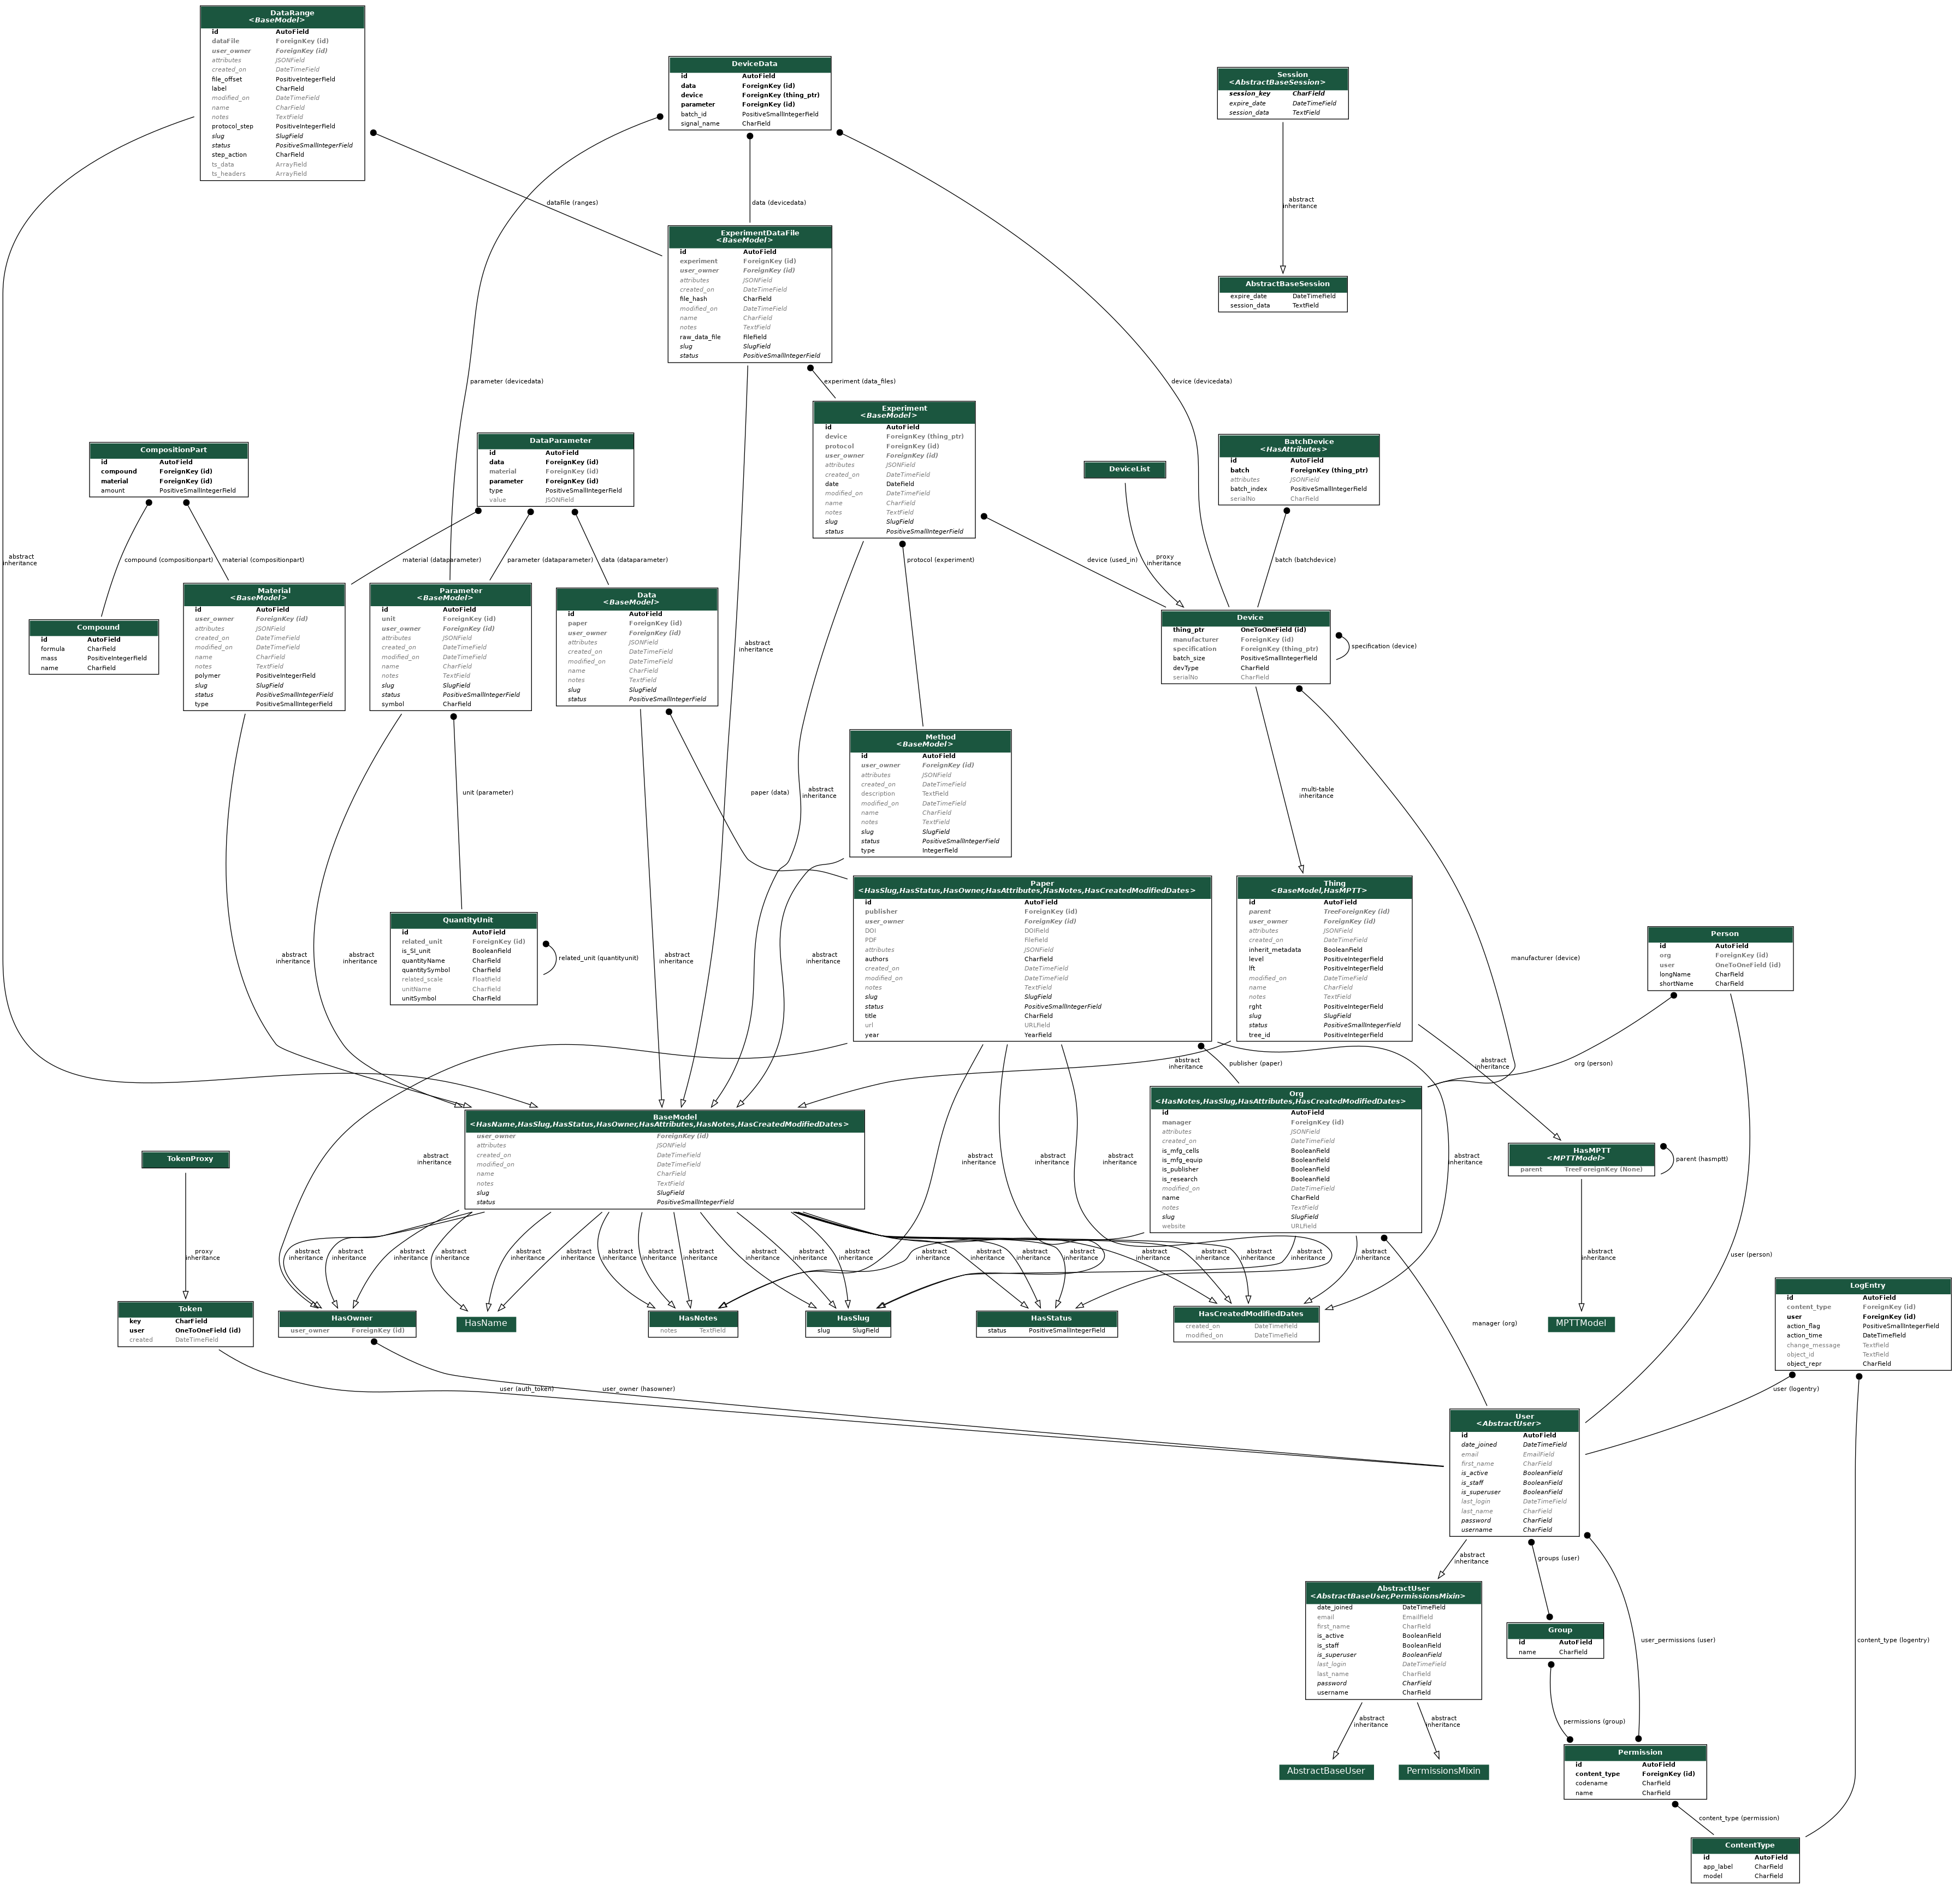 DataRange
<BaseModel>
id AutoField
dataFile ForeignKey (id)
user_owner ForeignKey (id)
attributes JSONField
created_on DateTimeField
file_offset PositiveIntegerField
label CharField
modified_on DateTimeField
name CharField
notes TextField
protocol_step PositiveIntegerField
slug SlugField
status PositiveSmallIntegerField
step_action CharField
ts_data ArrayField
ts_headers ArrayField
DeviceData
id AutoField
data ForeignKey (id)
device ForeignKey (thing_ptr)
parameter ForeignKey (id)
batch_id PositiveSmallIntegerField
signal_name CharField
Session
<AbstractBaseSession>
session_key CharField
expire_date DateTimeField
session_data TextField
dataFile (ranges)
data (devicedata)
abstract
inheritance
ExperimentDataFile
<BaseModel>
id AutoField
experiment ForeignKey (id)
user_owner ForeignKey (id)
attributes JSONField
created_on DateTimeField
file_hash CharField
modified_on DateTimeField
name CharField
notes TextField
raw_data_file FileField
slug SlugField
status PositiveSmallIntegerField
AbstractBaseSession
expire_date DateTimeField
session_data TextField
parameter (devicedata)
experiment (data_files)
device (devicedata)
CompositionPart
id AutoField
compound ForeignKey (id)
material ForeignKey (id)
amount PositiveSmallIntegerField
DataParameter
id AutoField
data ForeignKey (id)
material ForeignKey (id)
parameter ForeignKey (id)
type PositiveSmallIntegerField
value JSONField
Experiment
<BaseModel>
id AutoField
device ForeignKey (thing_ptr)
protocol ForeignKey (id)
user_owner ForeignKey (id)
attributes JSONField
created_on DateTimeField
date DateField
modified_on DateTimeField
name CharField
notes TextField
slug SlugField
status PositiveSmallIntegerField
DeviceList
BatchDevice
<HasAttributes>
id AutoField
batch ForeignKey (thing_ptr)
attributes JSONField
batch_index PositiveSmallIntegerField
serialNo CharField
abstract
inheritance
compound (compositionpart)
material (compositionpart)
material (dataparameter)
parameter (dataparameter)
data (dataparameter)
protocol (experiment)
device (used_in)
proxy
inheritance
batch (batchdevice)
Compound
id AutoField
formula CharField
mass PositiveIntegerField
name CharField
Material
<BaseModel>
id AutoField
user_owner ForeignKey (id)
attributes JSONField
created_on DateTimeField
modified_on DateTimeField
name CharField
notes TextField
polymer PositiveIntegerField
slug SlugField
status PositiveSmallIntegerField
type PositiveSmallIntegerField
Parameter
<BaseModel>
id AutoField
unit ForeignKey (id)
user_owner ForeignKey (id)
attributes JSONField
created_on DateTimeField
modified_on DateTimeField
name CharField
notes TextField
slug SlugField
status PositiveSmallIntegerField
symbol CharField
Data
<BaseModel>
id AutoField
paper ForeignKey (id)
user_owner ForeignKey (id)
attributes JSONField
created_on DateTimeField
modified_on DateTimeField
name CharField
notes TextField
slug SlugField
status PositiveSmallIntegerField
abstract
inheritance
Device
thing_ptr OneToOneField (id)
manufacturer ForeignKey (id)
specification ForeignKey (thing_ptr)
batch_size PositiveSmallIntegerField
devType CharField
serialNo CharField
specification (device)
Method
<BaseModel>
id AutoField
user_owner ForeignKey (id)
attributes JSONField
created_on DateTimeField
description TextField
modified_on DateTimeField
name CharField
notes TextField
slug SlugField
status PositiveSmallIntegerField
type IntegerField
unit (parameter)
paper (data)
abstract
inheritance
multi-table
inheritance
QuantityUnit
id AutoField
related_unit ForeignKey (id)
is_SI_unit BooleanField
quantityName CharField
quantitySymbol CharField
related_scale FloatField
unitName CharField
unitSymbol CharField
related_unit (quantityunit)
abstract
inheritance
abstract
inheritance
abstract
inheritance
abstract
inheritance
Paper
<HasSlug,HasStatus,HasOwner,HasAttributes,HasNotes,HasCreatedModifiedDates>
id AutoField
publisher ForeignKey (id)
user_owner ForeignKey (id)
DOI DOIField
PDF FileField
attributes JSONField
authors CharField
created_on DateTimeField
modified_on DateTimeField
notes TextField
slug SlugField
status PositiveSmallIntegerField
title CharField
url URLField
year YearField
Thing
<BaseModel,HasMPTT>
id AutoField
parent TreeForeignKey (id)
user_owner ForeignKey (id)
attributes JSONField
created_on DateTimeField
inherit_metadata BooleanField
level PositiveIntegerField
lft PositiveIntegerField
modified_on DateTimeField
name CharField
notes TextField
rght PositiveIntegerField
slug SlugField
status PositiveSmallIntegerField
tree_id PositiveIntegerField
manufacturer (device)
Person
id AutoField
org ForeignKey (id)
user OneToOneField (id)
longName CharField
shortName CharField
abstract
inheritance
publisher (paper)
abstract
inheritance
org (person)
BaseModel
<HasName,HasSlug,HasStatus,HasOwner,HasAttributes,HasNotes,HasCreatedModifiedDates>
user_owner ForeignKey (id)
attributes JSONField
created_on DateTimeField
modified_on DateTimeField
name CharField
notes TextField
slug SlugField
status PositiveSmallIntegerField
Org
<HasNotes,HasSlug,HasAttributes,HasCreatedModifiedDates>
id AutoField
manager ForeignKey (id)
attributes JSONField
created_on DateTimeField
is_mfg_cells BooleanField
is_mfg_equip BooleanField
is_publisher BooleanField
is_research BooleanField
modified_on DateTimeField
name CharField
notes TextField
slug SlugField
website URLField
HasMPTT
<MPTTModel>
parent TreeForeignKey (None)
parent (hasmptt)
TokenProxy
abstract
inheritance
abstract
inheritance
abstract
inheritance
abstract
inheritance
abstract
inheritance
proxy
inheritance
abstract
inheritance
abstract
inheritance
abstract
inheritance
abstract
inheritance
abstract
inheritance
abstract
inheritance
abstract
inheritance
abstract
inheritance
abstract
inheritance
abstract
inheritance
abstract
inheritance
abstract
inheritance
abstract
inheritance
abstract
inheritance
abstract
inheritance
abstract
inheritance
abstract
inheritance
abstract
inheritance
abstract
inheritance
abstract
inheritance
abstract
inheritance
abstract
inheritance
user (person)
Token
key CharField
user OneToOneField (id)
created DateTimeField
HasOwner
user_owner ForeignKey (id)
HasName
HasNotes
notes TextField
HasSlug
slug SlugField
HasStatus
status PositiveSmallIntegerField
HasCreatedModifiedDates
created_on DateTimeField
modified_on DateTimeField
MPTTModel
manager (org)
LogEntry
id AutoField
content_type ForeignKey (id)
user ForeignKey (id)
action_flag PositiveSmallIntegerField
action_time DateTimeField
change_message TextField
object_id TextField
object_repr CharField
user (auth_token)
user_owner (hasowner)
user (logentry)
User
<AbstractUser>
id AutoField
date_joined DateTimeField
email EmailField
first_name CharField
is_active BooleanField
is_staff BooleanField
is_superuser BooleanField
last_login DateTimeField
last_name CharField
password CharField
username CharField
abstract
inheritance
groups (user)
AbstractUser
<AbstractBaseUser,PermissionsMixin>
date_joined DateTimeField
email EmailField
first_name CharField
is_active BooleanField
is_staff BooleanField
is_superuser BooleanField
last_login DateTimeField
last_name CharField
password CharField
username CharField
Group
id AutoField
name CharField
user_permissions (user)
content_type (logentry)
abstract
inheritance
abstract
inheritance
permissions (group)
AbstractBaseUser
PermissionsMixin
Permission
id AutoField
content_type ForeignKey (id)
codename CharField
name CharField
content_type (permission)
ContentType
id AutoField
app_label CharField
model CharField